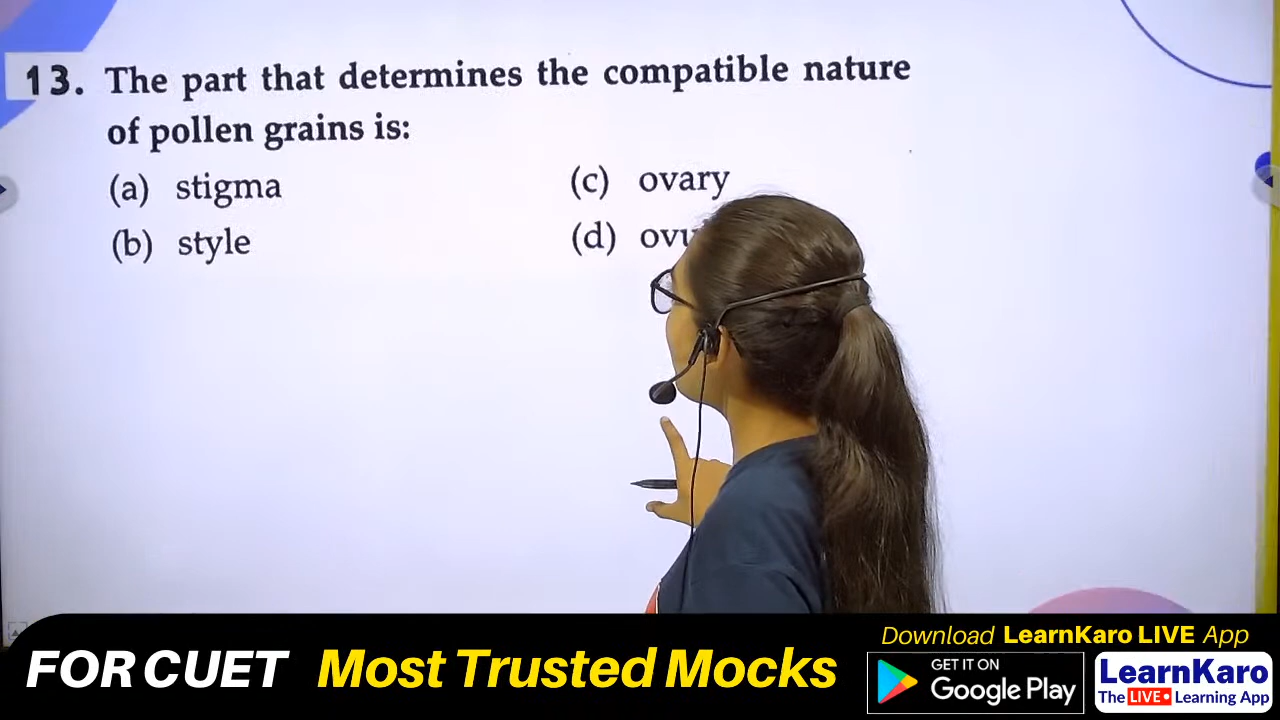 13. The part that determines the compatible nature
of pollen grains is:
(a) stigma
(c) ovary
(b) style
(d)
FOR CUET Most Trusted Mocks
Download LearnKaro LIVE App
GET IT ON
Google Play
LearnKaro
The LIVE Learning App